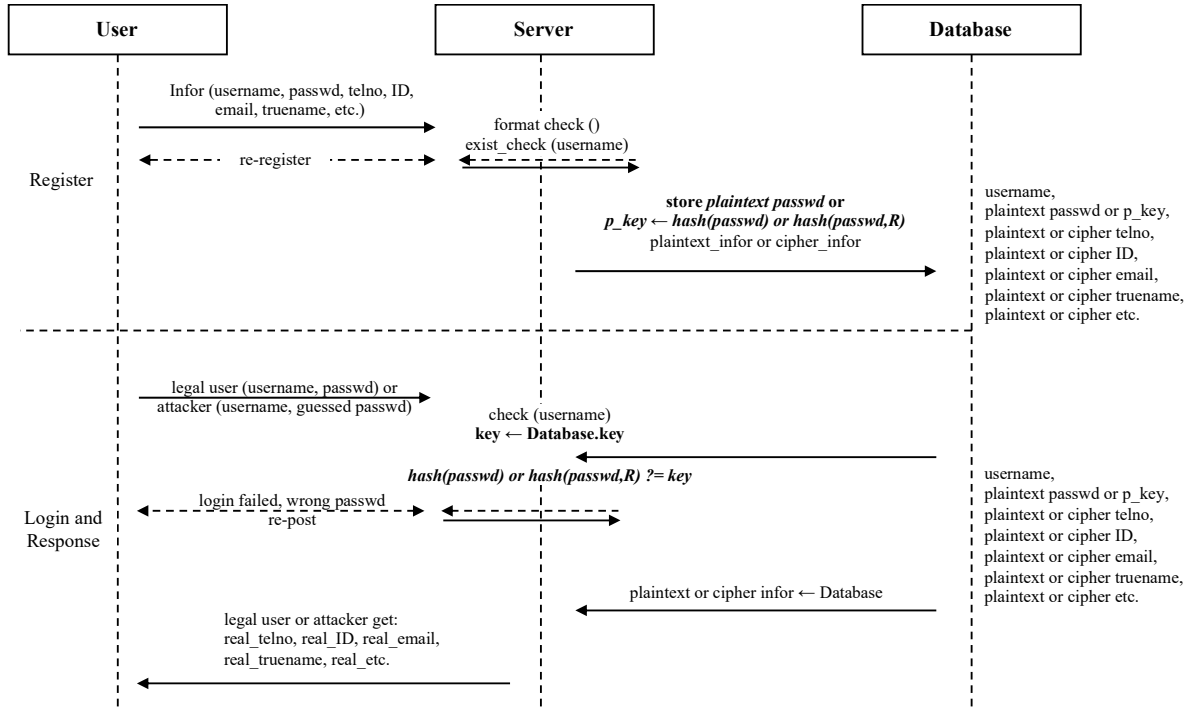 User
Server
Database
Infor (username, passwd, telno, ID,
email, truename, etc.)
format check ()
exist_check (username)
re-register
Register
store plaintext passwd or
p_key ← hash(passwd) or hash(passwd,R)
plaintext_infor or cipher_infor
username,
plaintext passwd or p_key,
plaintext or cipher telno,
plaintext or cipher ID,
plaintext or cipher email,
plaintext or cipher truename,
plaintext or cipher etc.
legal user (username, passwd) or
attacker (username, guessed passwd)
check (username)
key ← Database.key
hash(passwd) or hash(passwd,R) ?= key
login failed, wrong passwd
re-post
Login and
Response
username,
plaintext passwd or p_key,
plaintext or cipher telno,
plaintext or cipher ID,
plaintext or cipher email,
plaintext or cipher truename,
plaintext or cipher etc.
plaintext or cipher infor ← Database
legal user or attacker get:
real_telno, real_ID, real_email,
real_truename, real_etc.